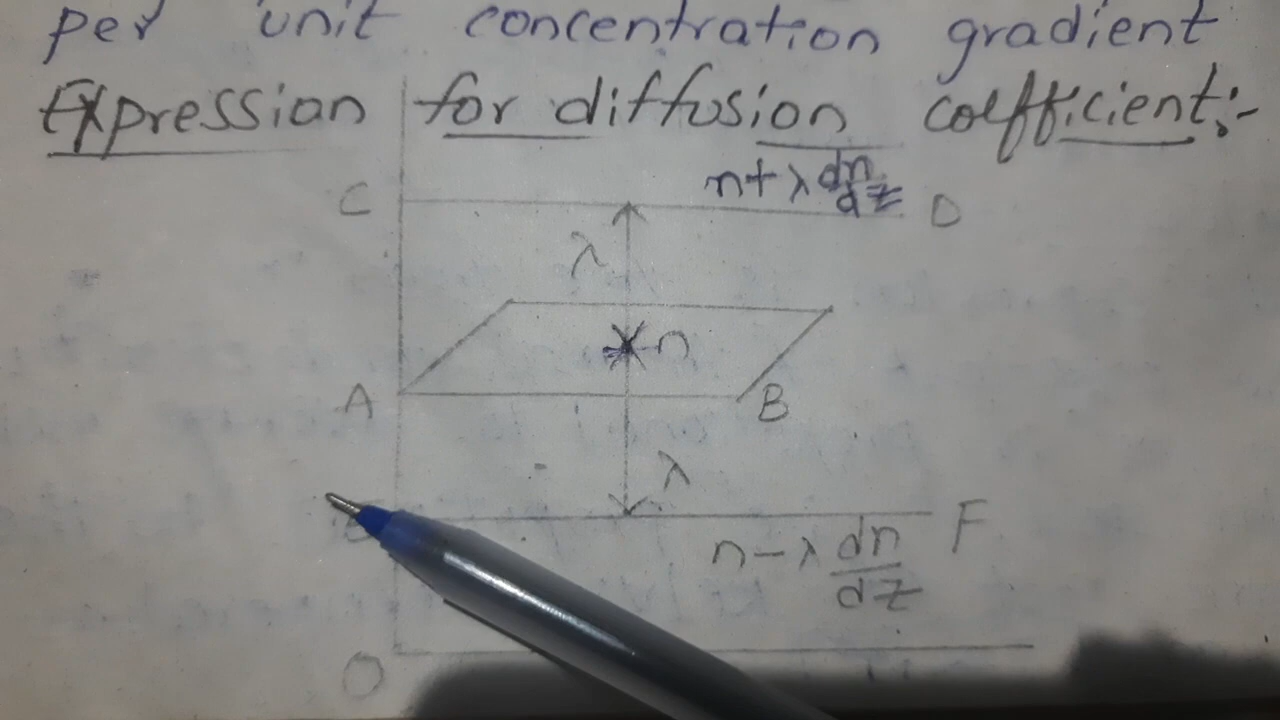 per unit concentration gradient
Expression for diffusion coefficient:-
n+λ dn/dz
C D
λ
n
A B
λ
E F
n-λ dn/dz
O